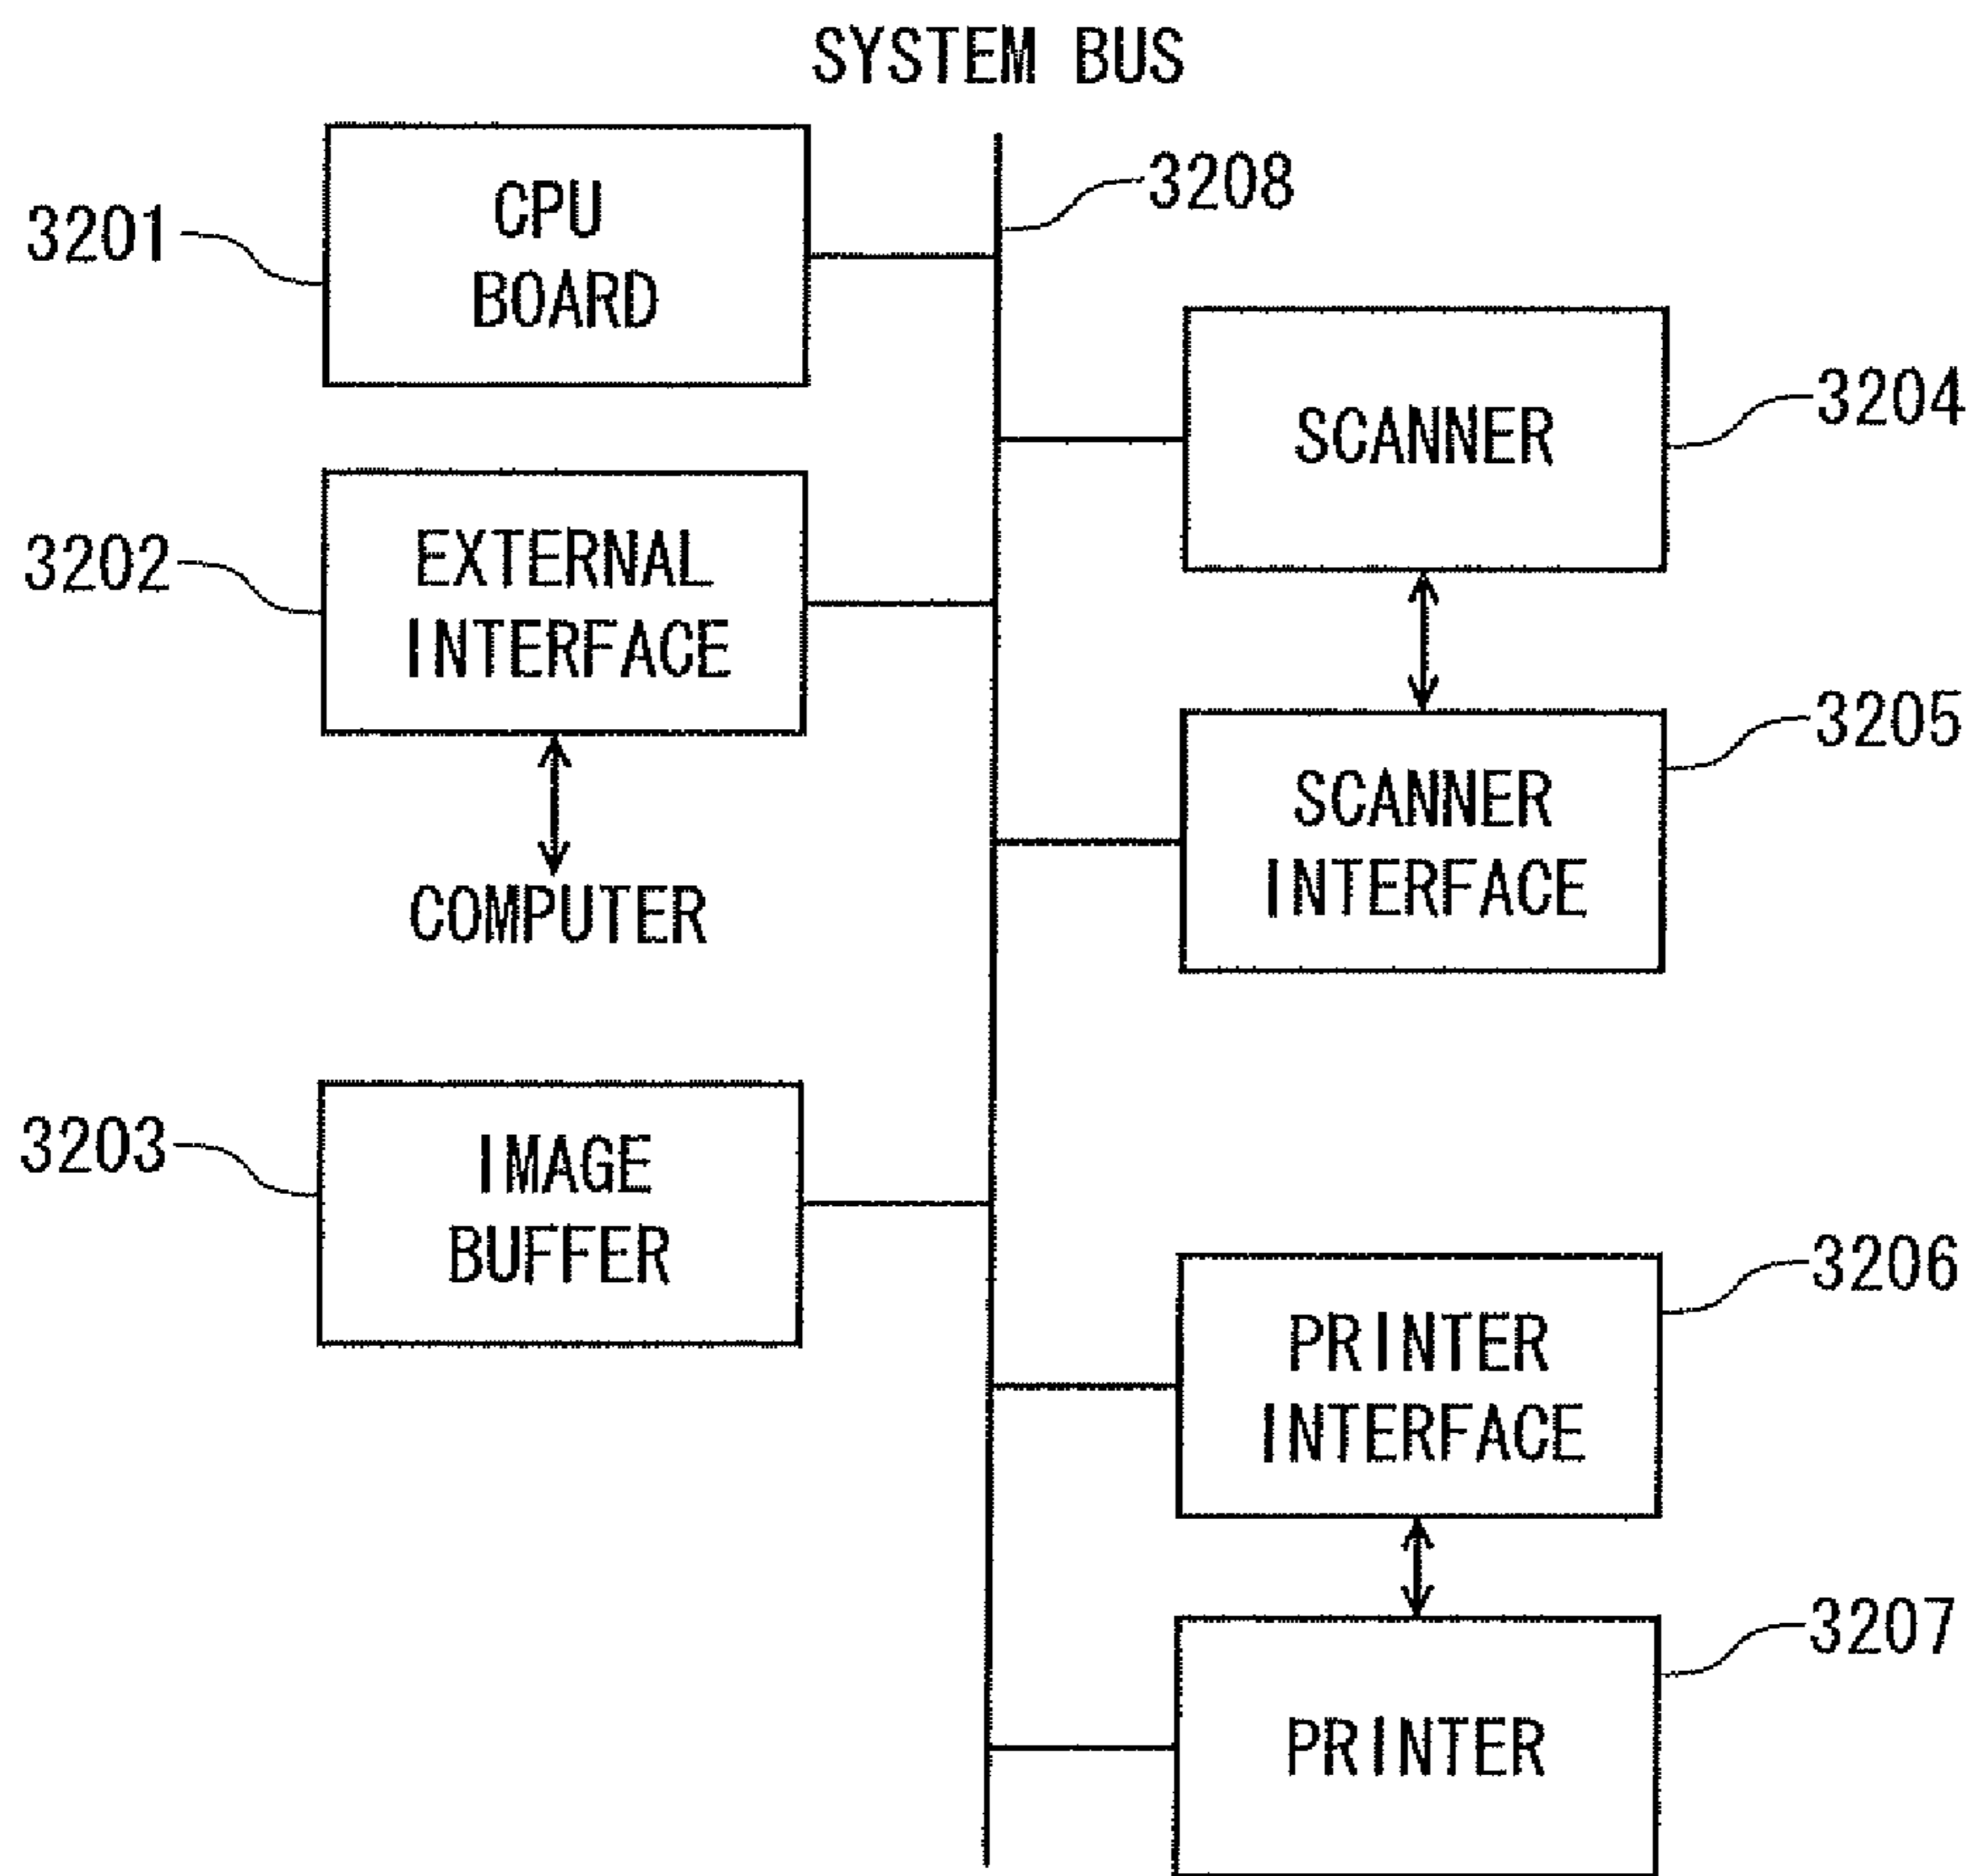 SYSTEM BUS
3208
3201
CPU
BOARD
3204
SCANNER
3202
EXTERNAL
INTERFACE
3205
SCANNER
INTERFACE
COMPUTER
3203
IMAGE
BUFFER
3206
PRINTER
INTERFACE
3207
PRINTER